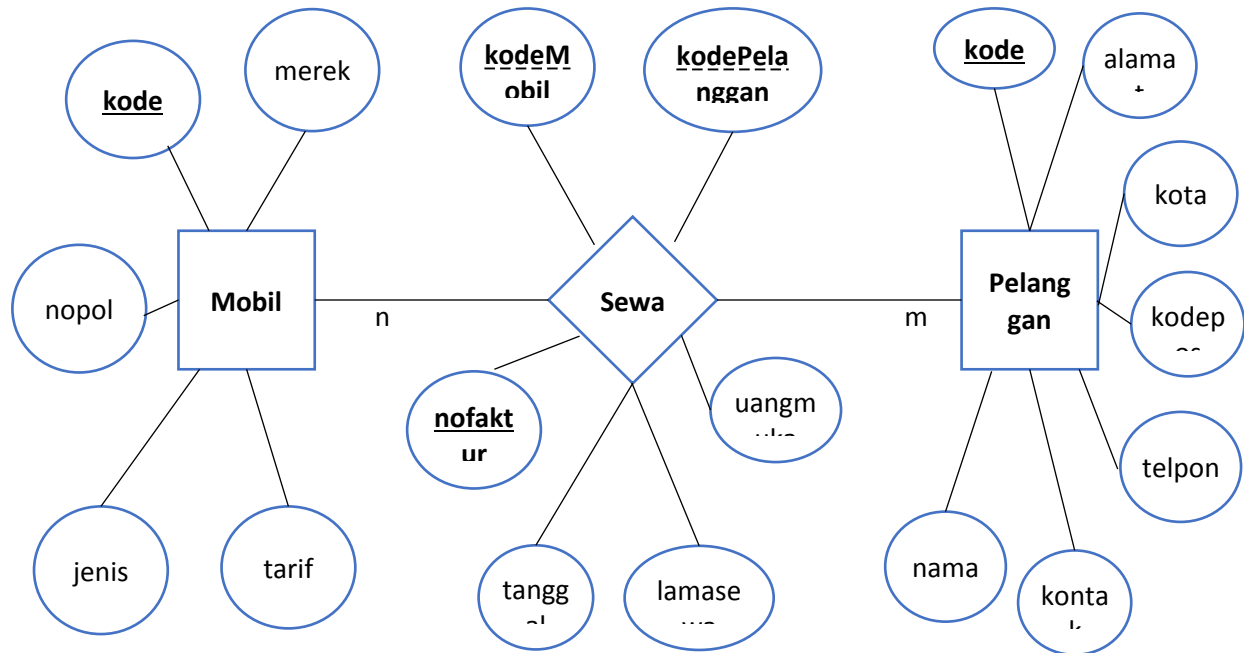 kode
merek
nopol
Mobil
jenis
tarif
n
kodeM
obil
kodePela
nggan
Sewa
nofakt
ur
uangm
tangg
al
lamase
m
kode
alama
kota
Pelang
gan
kodep
telpon
nama
konta